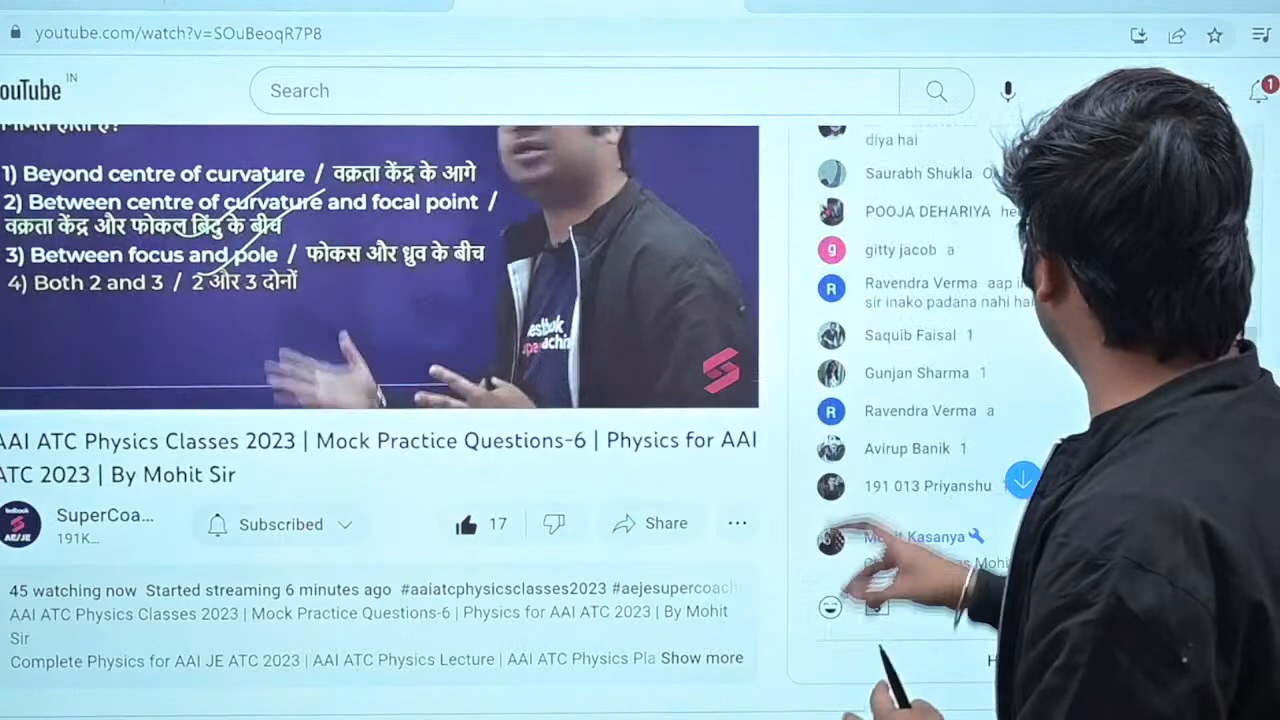 youtube.com/watch?v=SOuBeoqR7P8
ouTube IN
Search
1
1) Beyond centre of curvature / वक्रता केंद्र के आगे
2) Between centre of curvature and focal point /
वक्रता केंद्र और फोकल बिंदु के बीच
3) Between focus and pole / फोकस और ध्रुव के बीच
4) Both 2 and 3 / 2 और 3 दोनों
AAI ATC Physics Classes 2023 | Mock Practice Questions-6 | Physics for AAI
ATC 2023 | By Mohit Sir
testbook
AE/JE
SuperCoa...
191K...
Subscribed
17
Share
45 watching now Started streaming 6 minutes ago #aaiatcphysicsclasses2023 #aejesupercoach
AAI ATC Physics Classes 2023 | Mock Practice Questions-6 | Physics for AAI ATC 2023 | By Mohit
Sir
Complete Physics for AAI JE ATC 2023 | AAI ATC Physics Lecture | AAI ATC Physics Pla Show more
diya hai
Saurabh Shukla
POOJA DEHARIYA
g
gitty jacob a
R
Ravendra Verma aap
sir inako padana nahi hai
Saquib Faisal 1
Gunjan Sharma 1
R
Ravendra Verma a
Avirup Banik 1
191 013 Priyanshu
Kasanya